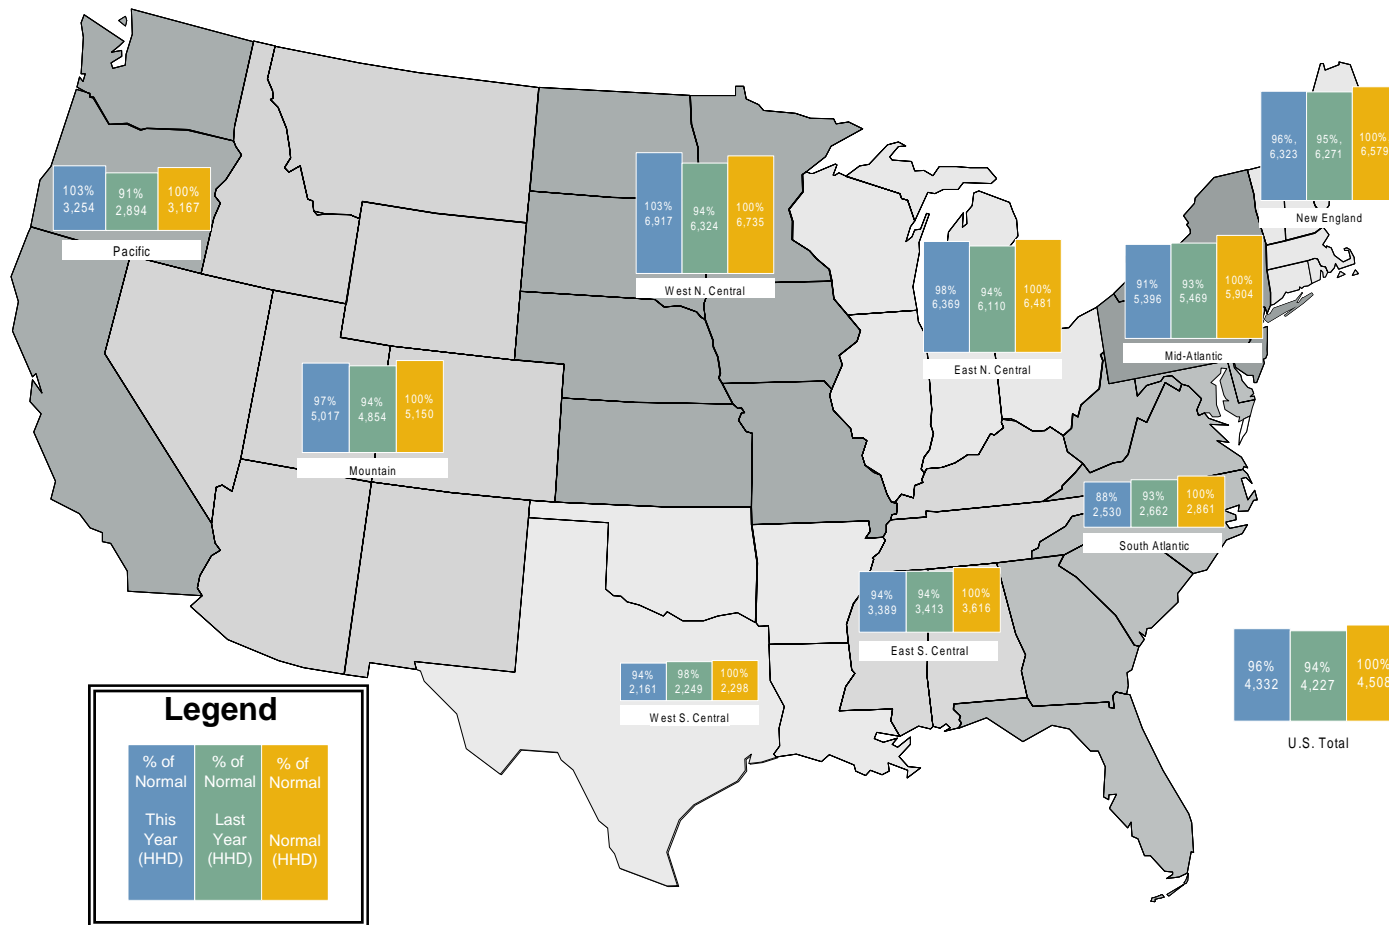 96%,
6,323
95%,
6,271
100%
6,579
New England
103%
3,254
91%
2,894
100%
3,167
Pacific
103%
6,917
94%
6,324
100%
6,735
West N. Central
98%
6,369
94%
6,110
100%
6,481
East N. Central
91%
5,396
93%
5,469
100%
5,904
Mid-Atlantic
97%
5,017
94%
4,854
100%
5,150
Mountain
88%
2,530
93%
2,662
100%
2,861
South Atlantic
94%
3,389
94%
3,413
100%
3,616
East S. Central
94%
2,161
98%
2,249
100%
2,298
West S. Central
96%
4,332
94%
4,227
100%
4,508
U.S. Total
Legend
% of
Normal
This
Year
(HHD)
% of
Normal
Last
Year
(HHD)
% of
Normal
Normal
(HHD)